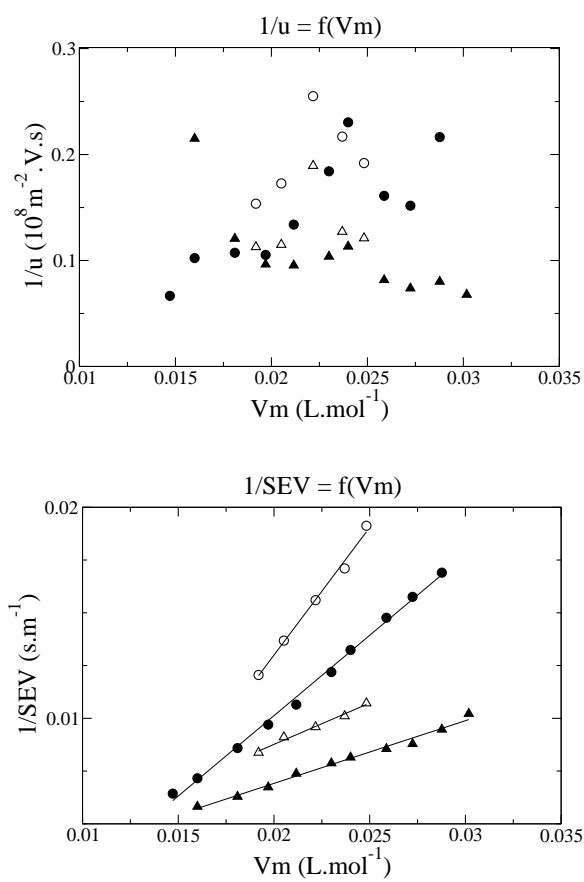 1/u = f(Vm)
0.3
0.2
0.1
0
1/u (10⁸m⁻².V.s)
0.01 0.015 0.02 0.025 0.03 0.035
Vm (L.mol⁻¹)
1/SEV = f(Vm)
0.02
0.01
1/SEV (s.m⁻¹)
0.01 0.015 0.02 0.025 0.03 0.035
Vm (L.mol⁻¹)